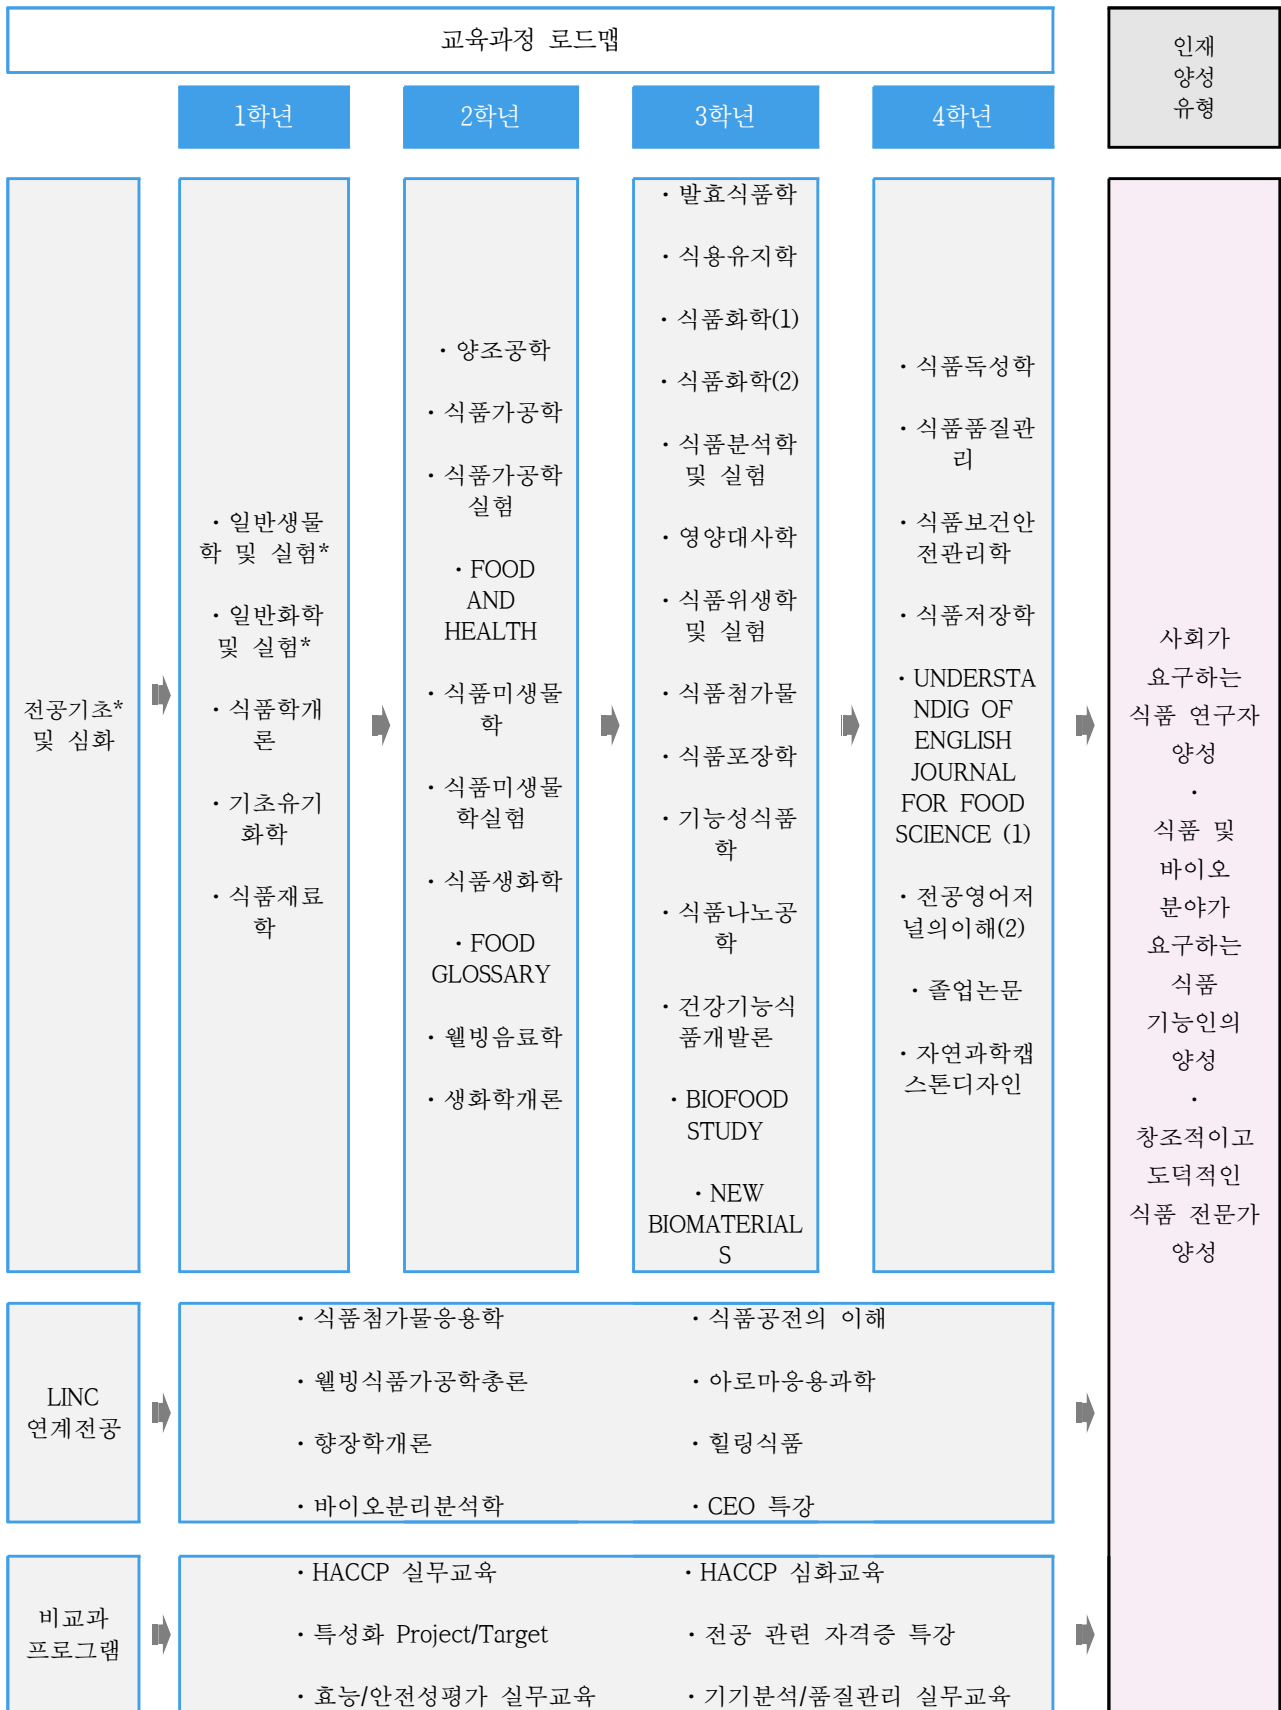 교육과정 로드맵
인재
양성
유형
1학년
2학년
3학년
4학년
전공기초*
및 심화
・일반생물
학 및 실험*
・일반화학
및 실험*
・식품학개
론
・기초유기
화학
・식품재료
학
・양조공학
・식품가공학
・식품가공학
실험
・FOOD
AND
HEALTH
・식품미생물
학
・식품미생물
학실험
・식품생화학
・FOOD
GLOSSARY
・웰빙음료학
・생화학개론
・발효식품학
・식용유지학
・식품화학(1)
・식품화학(2)
・식품분석학
및 실험
・영양대사학
・식품위생학
및 실험
・식품첨가물
・식품포장학
・기능성식품
학
・식품나노공
학
・건강기능식
품개발론
・BIOFOOD
STUDY
・NEW
BIOMATERIAL
S
・식품독성학
・식품품질관
리
・식품보건안
전관리학
・식품저장학
・UNDERSTA
NDIG OF
ENGLISH
JOURNAL
FOR FOOD
SCIENCE (1)
・전공영어저
널의이해(2)
・졸업논문
・자연과학캡
스톤디자인
사회가
요구하는
식품 연구자
양성
・
식품 및
바이오
분야가
요구하는
식품
기능인의
양성
・
창조적이고
도덕적인
식품 전문가
양성
LINC
연계전공
・식품첨가물응용학
・식품공전의 이해
・웰빙식품가공학총론
・아로마응용과학
・향장학개론
・힐링식품
・바이오분리분석학
・CEO 특강
비교과
프로그램
・HACCP 실무교육
・HACCP 심화교육
・특성화 Project/Target
・전공 관련 자격증 특강
・효능/안전성평가 실무교육
・기기분석/품질관리 실무교육